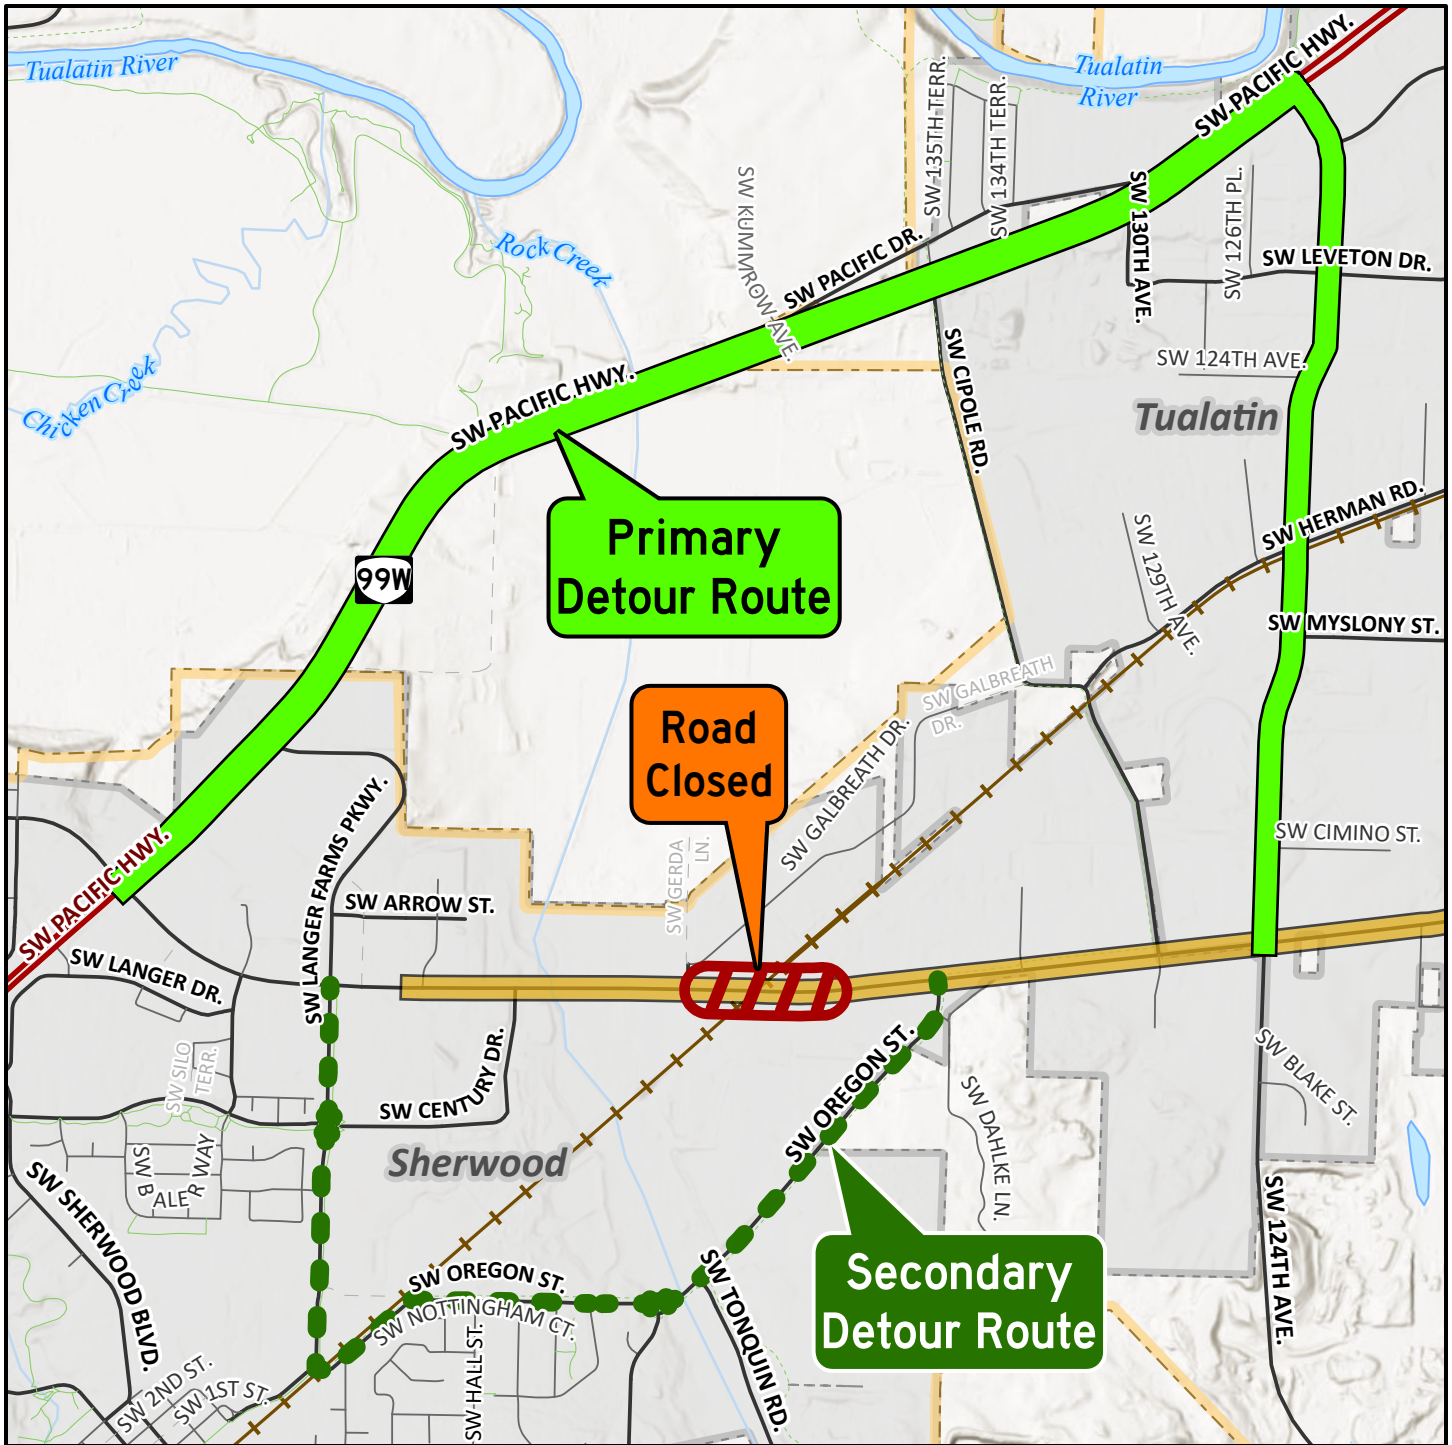 Tualatin River
Tualatin
River
SW PACIFIC HWY.
SW 135TH TERR.
SW 134TH TERR.
SW KUMMROW AVE.
SW 130TH AVE.
SW 126TH PL.
Rock Creek
SW PACIFIC DR.
SW LEVETON DR.
SW 124TH AVE.
Chicken Creek
SW PACIFIC HWY.
SW CIPOLE RD.
Tualatin
SW HERMAN RD.
Primary
Detour Route
99W
SW 129TH AVE.
SW MYSLONY ST.
SW GALBREATH
DR.
Road
Closed
SW GALBREATH DR.
SW LANGER FARMS PKWY.
SW PACIFIC HWY.
SW GERDA
LN.
SW CIMINO ST.
SW ARROW ST.
SW LANGER DR.
SW SILO
TERR.
SW CENTURY DR.
SW OREGON ST.
SW BLAKE ST.
SW DAHLKE LN.
Sherwood
SW BALER WAY
SW SHERWOOD BLVD.
SW 124TH AVE.
Secondary
Detour Route
SW OREGON ST.
SW NOTTINGHAM CT.
SW TONQUIN RD.
SW HALL ST.
SW 2ND ST.
SW 1ST ST.